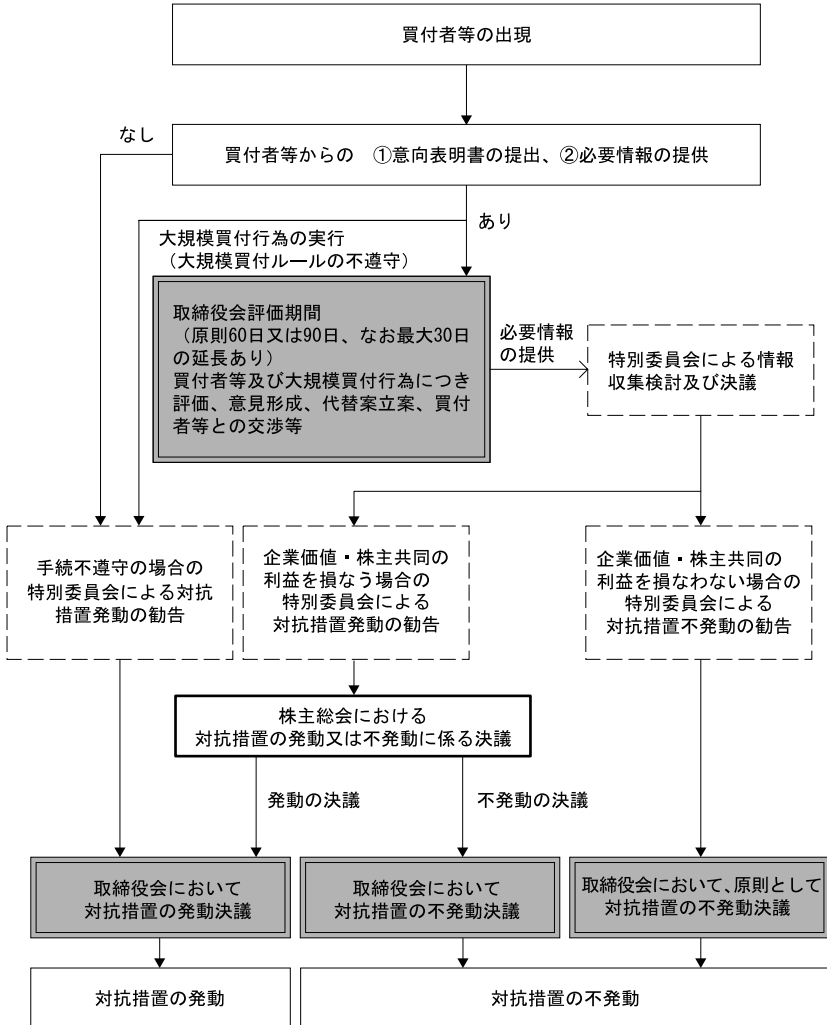 買付者等の出現
なし
買付者等からの　①意向表明書の提出、②必要情報の提供
あり
大規模買付行為の実行
（大規模買付ルールの不遵守）
取締役会評価期間
（原則60日又は90日、なお最大30日
の延長あり）
買付者等及び大規模買付行為につき
評価、意見形成、代替案立案、買付
者等との交渉等
必要情報
の提供
特別委員会による情報
収集検討及び決議
手続不遵守の場合の
特別委員会による対抗
措置発動の勧告
企業価値・株主共同の
利益を損なう場合の
特別委員会による
対抗措置発動の勧告
企業価値・株主共同の
利益を損なわない場合の
特別委員会による
対抗措置不発動の勧告
株主総会における
対抗措置の発動又は不発動に係る決議
発動の決議
不発動の決議
取締役会において
対抗措置の発動決議
取締役会において
対抗措置の不発動決議
取締役会において、原則として
対抗措置の不発動決議
対抗措置の発動
対抗措置の不発動